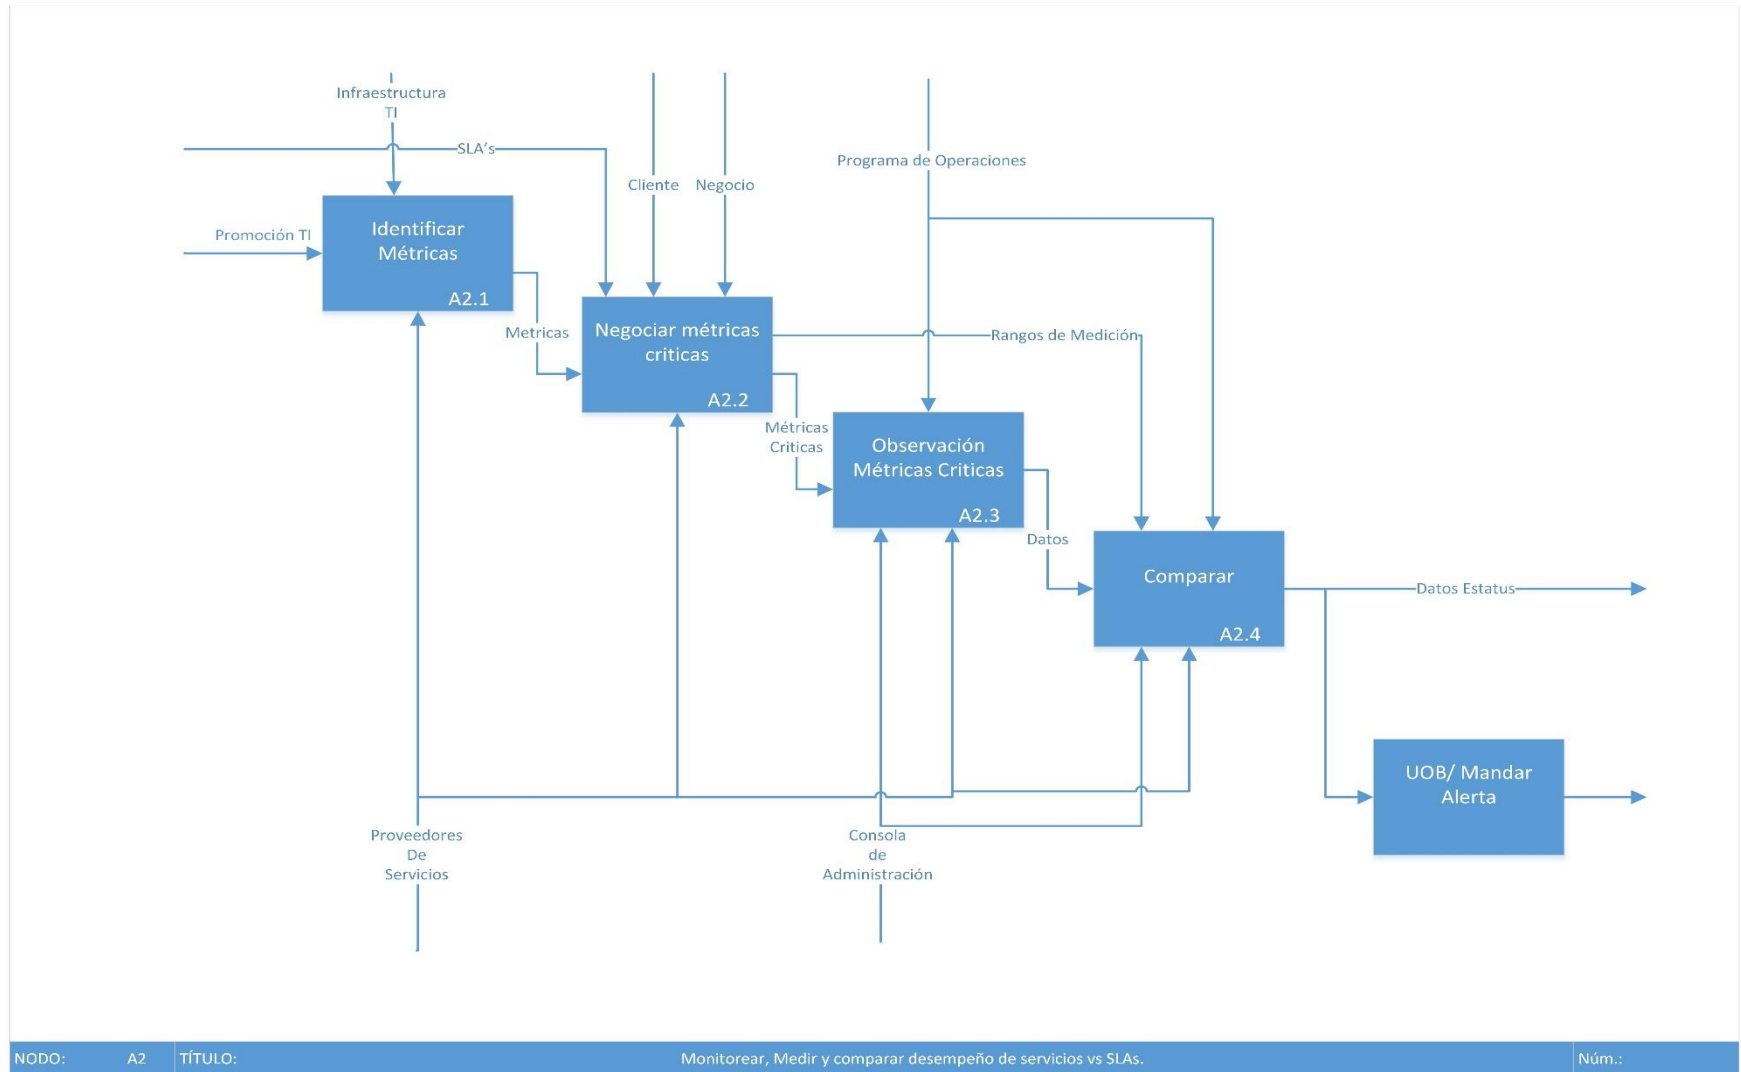 Infraestructura
TI
SLA's
Programa de Operaciones
Cliente
Negocio
Promoción TI
Identificar
Métricas
A2.1
Metricas
Negociar métricas
criticas
A2.2
Rangos de Medición
Métricas
Criticas
Observación
Métricas Criticas
A2.3
Datos
Comparar
A2.4
Datos Estatus
UOB/ Mandar
Alerta
Proveedores
De
Servicios
Consola
de
Administración
NODO: A2 TÍTULO: Monitorear, Medir y comparar desempeño de servicios vs SLAs. Núm.: